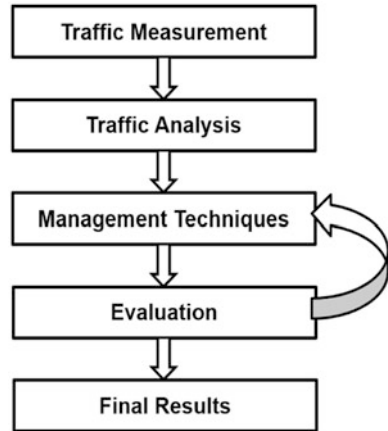 Traffic Measurement
Traffic Analysis
Management Techniques
Evaluation
Final Results